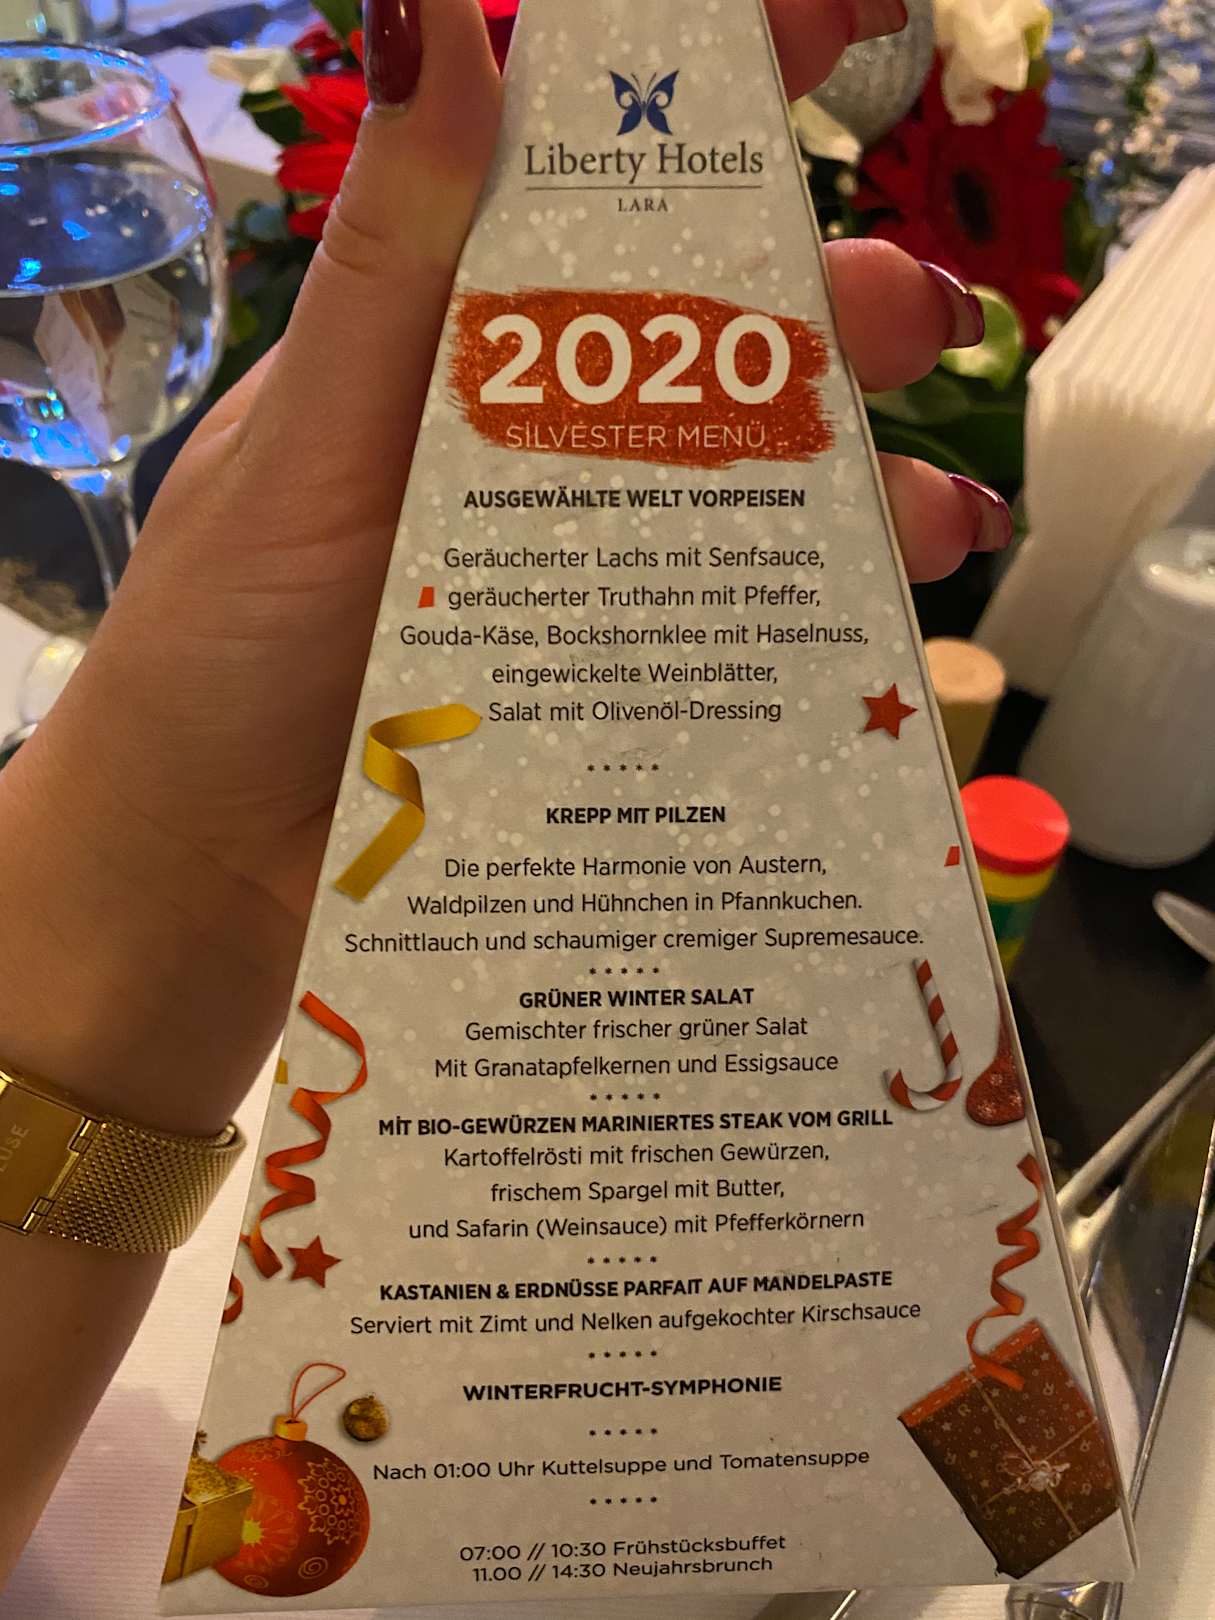 Liberty Hotels
LARA
2020
SİLVESTER MENÜ
AUSGEWÄHLTE WELT VORPEISEN
Geräucherter Lachs mit Senfsauce,
geräucherter Truthahn mit Pfeffer,
Gouda-Käse, Bockshornklee mit Haselnuss,
eingewickelte Weinblätter,
Salat mit Olivenöl-Dressing
* * * * *
KREPP MIT PILZEN
Die perfekte Harmonie von Austern,
Waldpilzen und Hühnchen in Pfannkuchen.
Schnittlauch und schaumiger cremiger Supremesauce.
* * * * *
GRÜNER WINTER SALAT
Gemischter frischer grüner Salat
Mit Granatapfelkernen und Essigsauce
* * * * *
MİT BIO-GEWÜRZEN MARINIERTES STEAK VOM GRILL
Kartoffelrösti mit frischen Gewürzen,
frischem Spargel mit Butter,
und Safarin (Weinsauce) mit Pfefferkörnern
* * * * *
KASTANIEN & ERDNÜSSE PARFAIT AUF MANDELPASTE
Serviert mit Zimt und Nelken aufgekochter Kirschsauce
* * * * *
WINTERFRUCHT-SYMPHONIE
* * * * *
Nach 01:00 Uhr Kuttelsuppe und Tomatensuppe
* * * * *
07:00 // 10:30 Frühstücksbuffet
11.00 // 14:30 Neujahrsbrunch